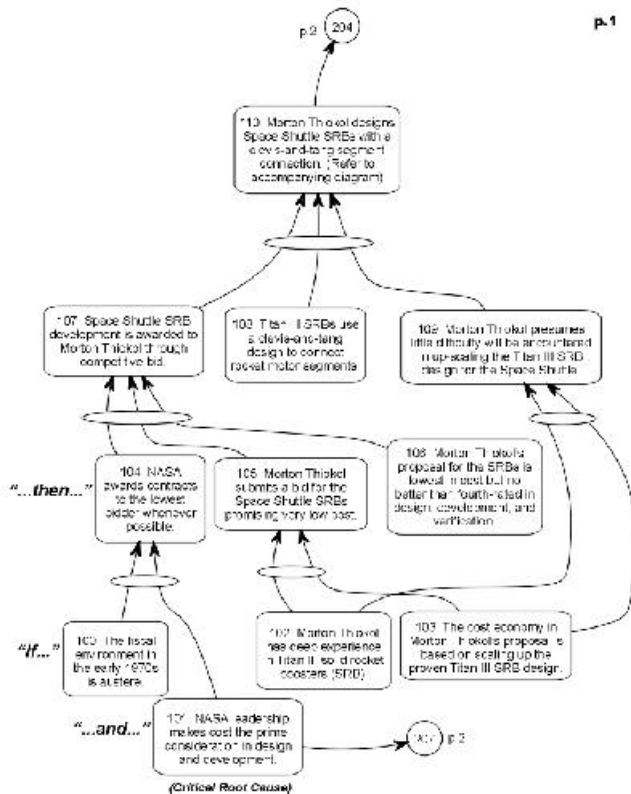 p.1
p.2 204
110 Morton Thiokol designs
Space Shuttle SRBs with a
clevis-and-tang segment
connection. (Refer to
accompanying diagram)
107 Space Shuttle SRB
development is awarded to
Morton Thiokol through
competitive bid.
108 Titan III SRBs use
a clevis-and-tang
design to connect
rocket motor segments
109 Morton Thiokol presumes
little difficulty will be encountered
in up-scaling the Titan III SRB
design for the Space Shuttle
"...then..."
104 NASA
awards contracts
to the lowest
bidder whenever
possible.
105 Morton Thiokol
submits a bid for the
Space Shuttle SRBs
promising very low cost.
106 Morton Thiokol's
proposal for the SRBs is
lowest in cost but no
better than fourth-rated in
design, development, and
verification
"If..."
100 The fiscal
environment in
the early 1970s
is austere.
102 Morton Thiokol
has deep experience
in Titan III solid rocket
boosters (SRB)
103 The cost economy in
Morton Thiokol's proposal is
based on scaling up the
proven Titan III SRB design.
"...and..."
101 NASA leadership
makes cost the prime
consideration in design
and development.
p.2
(Critical Root Cause)